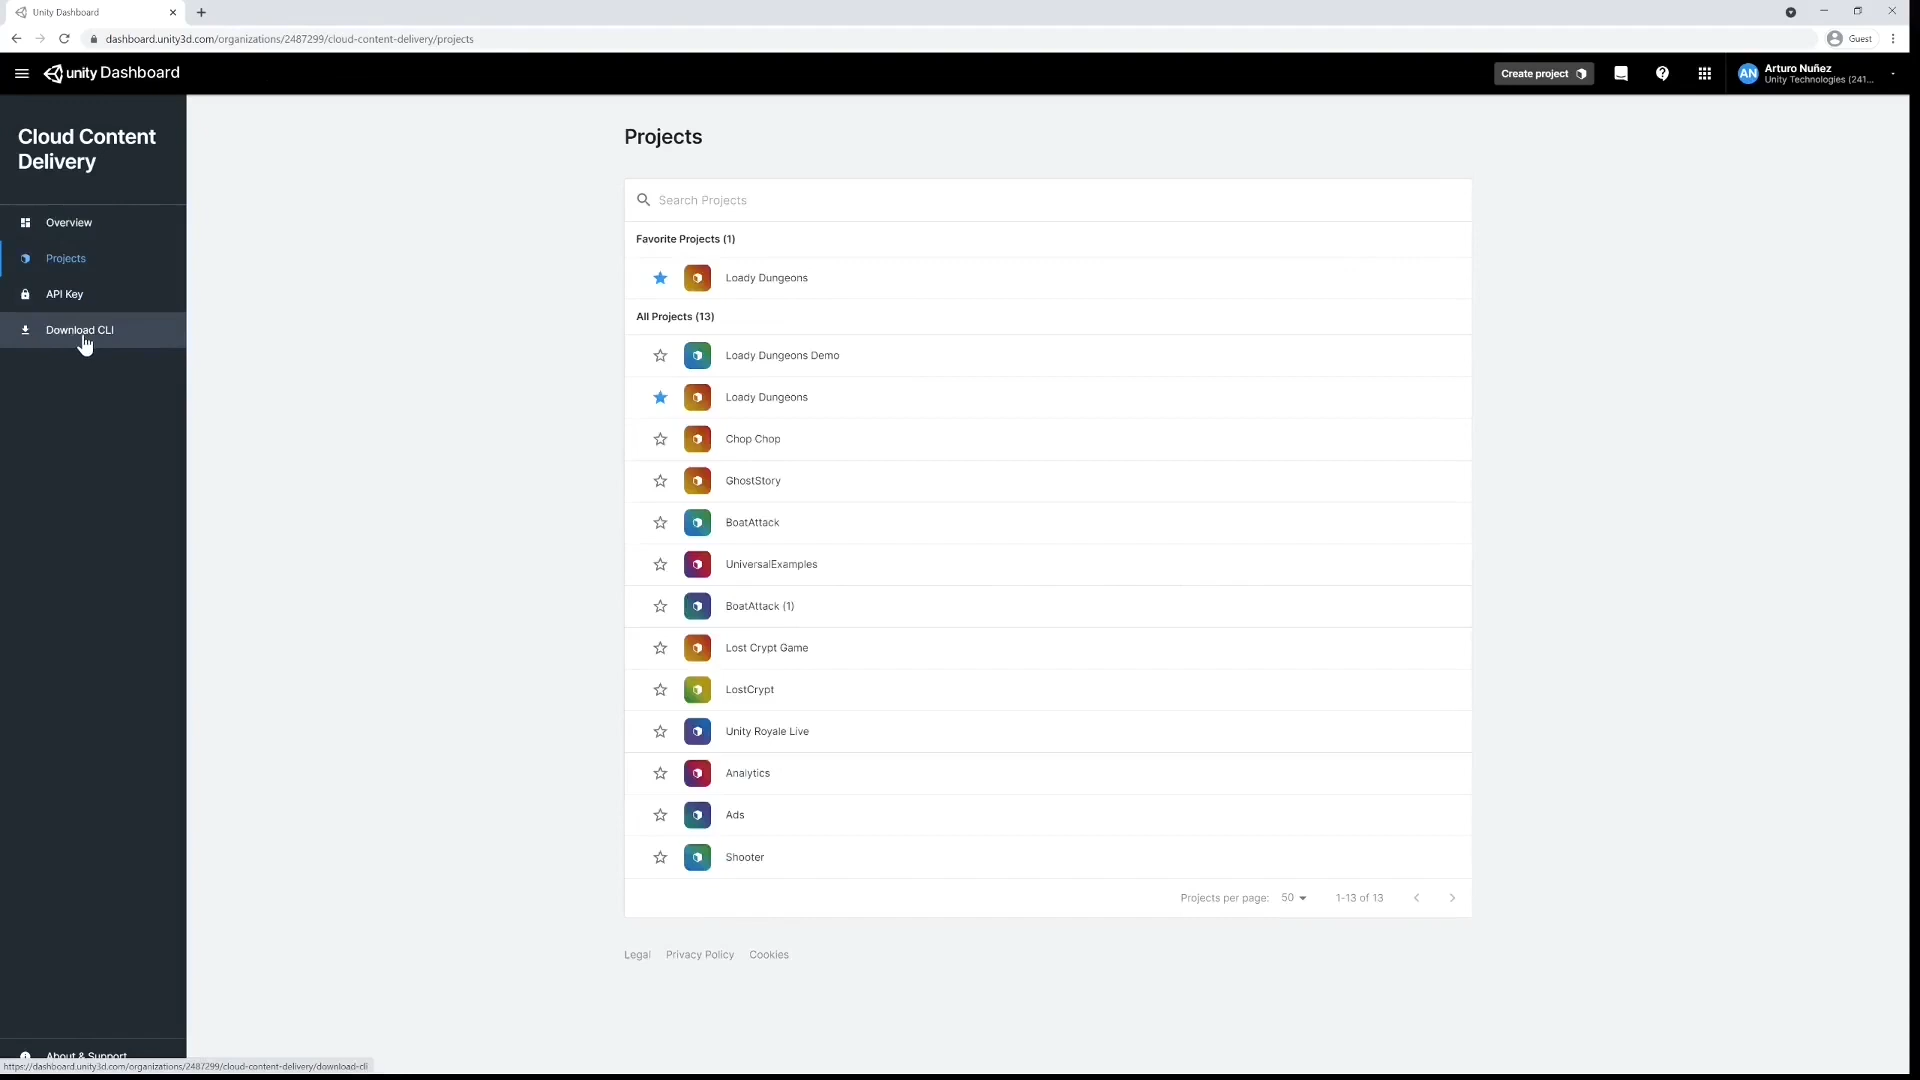 Unity Dashboard
dashboard.unity3d.com/organizations/2487299/cloud-content-delivery/projects
Guest
unity Dashboard
Create project
AN
Arturo Nuñez
Unity Technologies (241...
Cloud Content
Delivery
Overview
Projects
API Key
Download CLI
About & Support
https://dashboard.unity3d.com/organizations/2487299/cloud-content-delivery/download-cli
Projects
Search Projects
Favorite Projects (1)
Loady Dungeons
All Projects (13)
Loady Dungeons Demo
Loady Dungeons
Chop Chop
GhostStory
BoatAttack
UniversalExamples
BoatAttack (1)
Lost Crypt Game
LostCrypt
Unity Royale Live
Analytics
Ads
Shooter
Projects per page: 50 1-13 of 13
Legal Privacy Policy Cookies